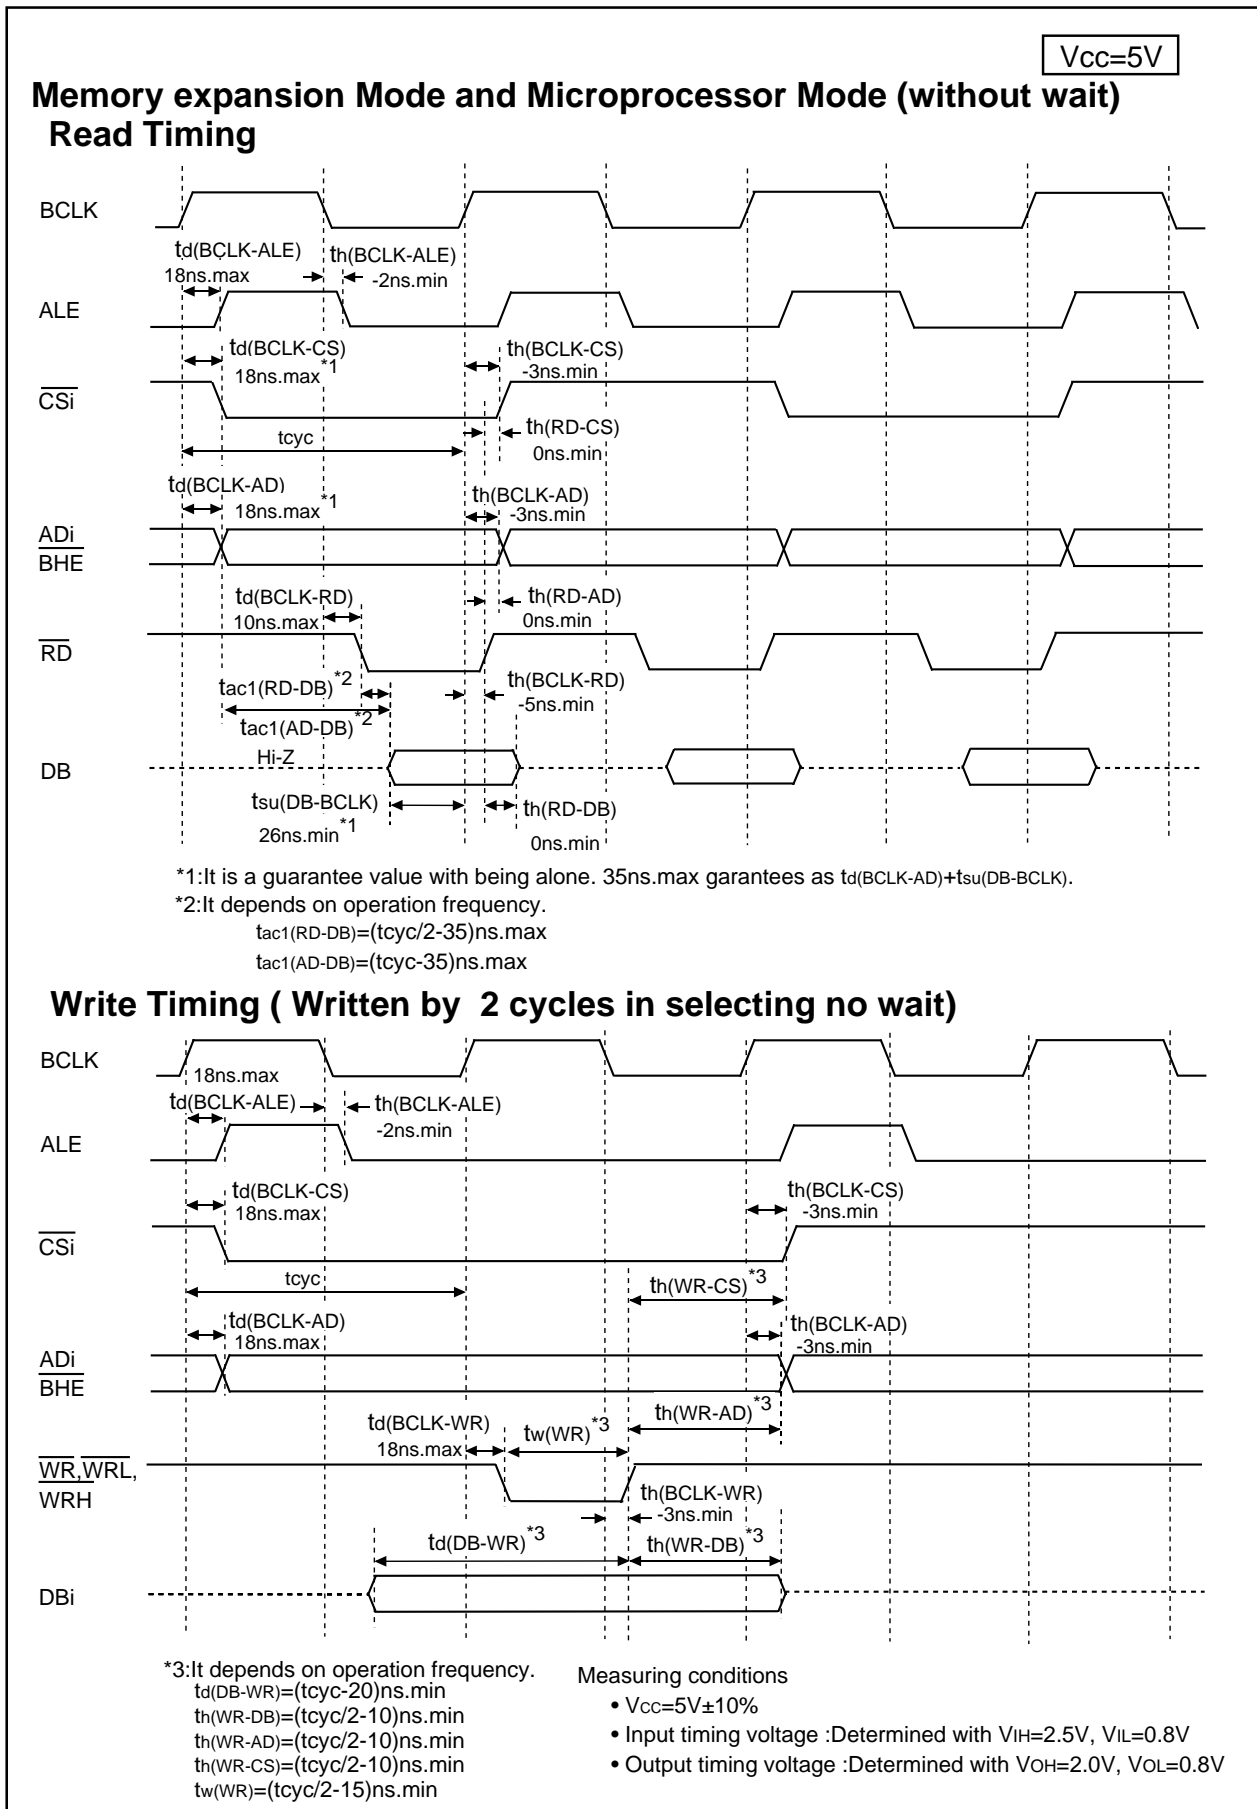 Vcc=5V
Memory expansion Mode and Microprocessor Mode (without wait)
Read Timing
BCLK
td(BCLK-ALE)
18ns.max
th(BCLK-ALE)
-2ns.min
ALE
td(BCLK-CS)
18ns.max*1
th(BCLK-CS)
-3ns.min
CSi
tcyc
th(RD-CS)
0ns.min
td(BCLK-AD)
18ns.max*1
th(BCLK-AD)
-3ns.min
ADi
BHE
td(BCLK-RD)
10ns.max
th(RD-AD)
0ns.min
RD
tac1(RD-DB)*2
th(BCLK-RD)
-5ns.min
tac1(AD-DB)*2
Hi-Z
DB
tsu(DB-BCLK)
26ns.min*1
th(RD-DB)
0ns.min
*1:It is a guarantee value with being alone. 35ns.max garantees as td(BCLK-AD)+tsu(DB-BCLK).
*2:It depends on operation frequency.
tac1(RD-DB)=(tcyc/2-35)ns.max
tac1(AD-DB)=(tcyc-35)ns.max
Write Timing ( Written by 2 cycles in selecting no wait)
BCLK
18ns.max
td(BCLK-ALE)
th(BCLK-ALE)
-2ns.min
ALE
td(BCLK-CS)
18ns.max
th(BCLK-CS)
-3ns.min
CSi
tcyc
th(WR-CS)*3
td(BCLK-AD)
18ns.max
th(BCLK-AD)
-3ns.min
ADi
BHE
td(BCLK-WR)
18ns.max
tw(WR)*3
th(WR-AD)*3
WR,WRL,
WRH
th(BCLK-WR)
-3ns.min
td(DB-WR)*3
th(WR-DB)*3
DBi
*3:It depends on operation frequency.
td(DB-WR)=(tcyc-20)ns.min
th(WR-DB)=(tcyc/2-10)ns.min
th(WR-AD)=(tcyc/2-10)ns.min
th(WR-CS)=(tcyc/2-10)ns.min
tw(WR)=(tcyc/2-15)ns.min
Measuring conditions
• VCC=5V±10%
• Input timing voltage :Determined with VIH=2.5V, VIL=0.8V
• Output timing voltage :Determined with VOH=2.0V, VOL=0.8V